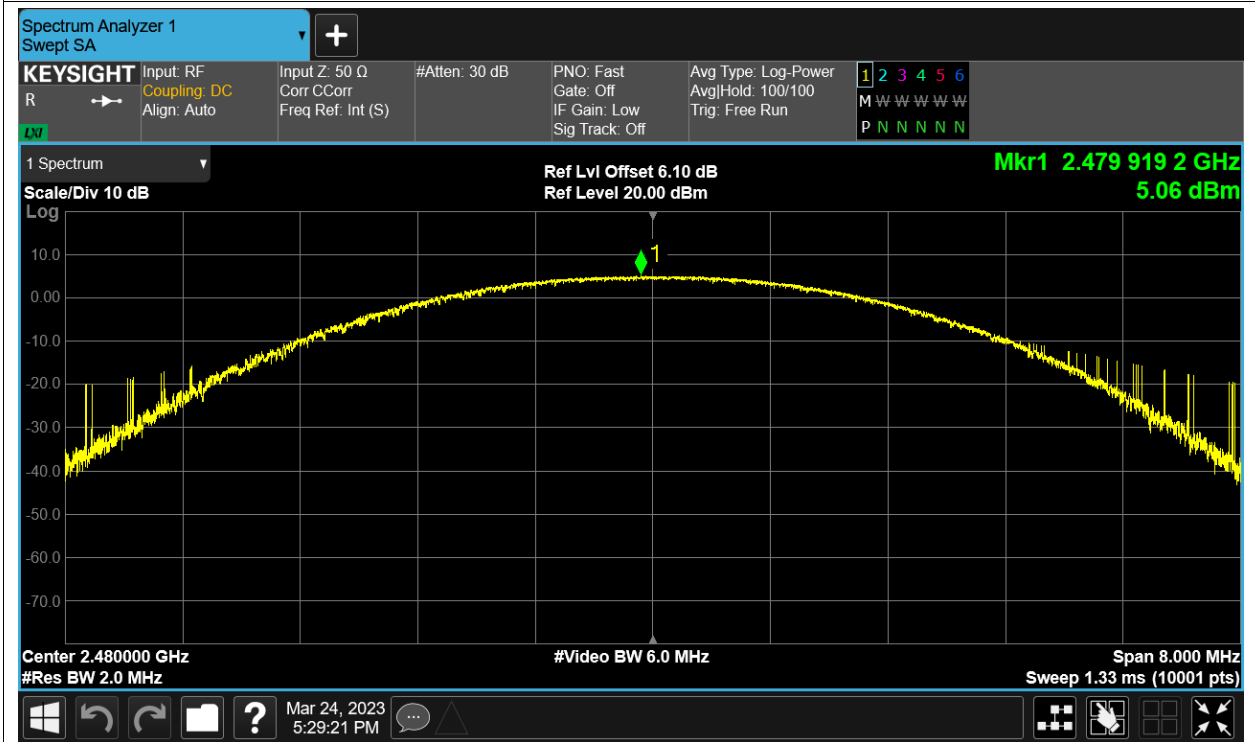 Spectrum Analyzer 1
Swept SA
KEYSIGHT
R
LXI
Input: RF
Coupling: DC
Align: Auto
Input Z: 50 Ω
Corr CCorr
Freq Ref: Int (S)
#Atten: 30 dB
PNO: Fast
Gate: Off
IF Gain: Low
Sig Track: Off
Avg Type: Log-Power
Avg|Hold: 100/100
Trig: Free Run
1 2 3 4 5 6
M W W W W W
P N N N N N
1 Spectrum
Scale/Div 10 dB
Log
Ref Lvl Offset 6.10 dB
Ref Level 20.00 dBm
Mkr1 2.479 919 2 GHz
5.06 dBm
1
10.0
0.00
-10.0
-20.0
-30.0
-40.0
-50.0
-60.0
-70.0
Center 2.480000 GHz
#Res BW 2.0 MHz
#Video BW 6.0 MHz
Span 8.000 MHz
Sweep 1.33 ms (10001 pts)
?
Mar 24, 2023
5:29:21 PM